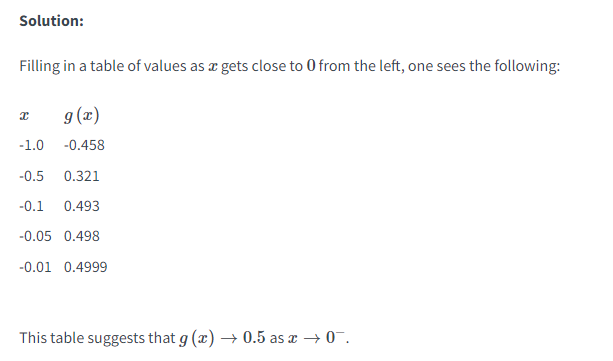 Solution:
Filling in a table of values as x gets close to 0 from the left, one sees the following:
x g(x)
-1.0 -0.458
-0.5 0.321
-0.1 0.493
-0.05 0.498
-0.01 0.4999
This table suggests that g(x) → 0.5 as x → 0⁻.